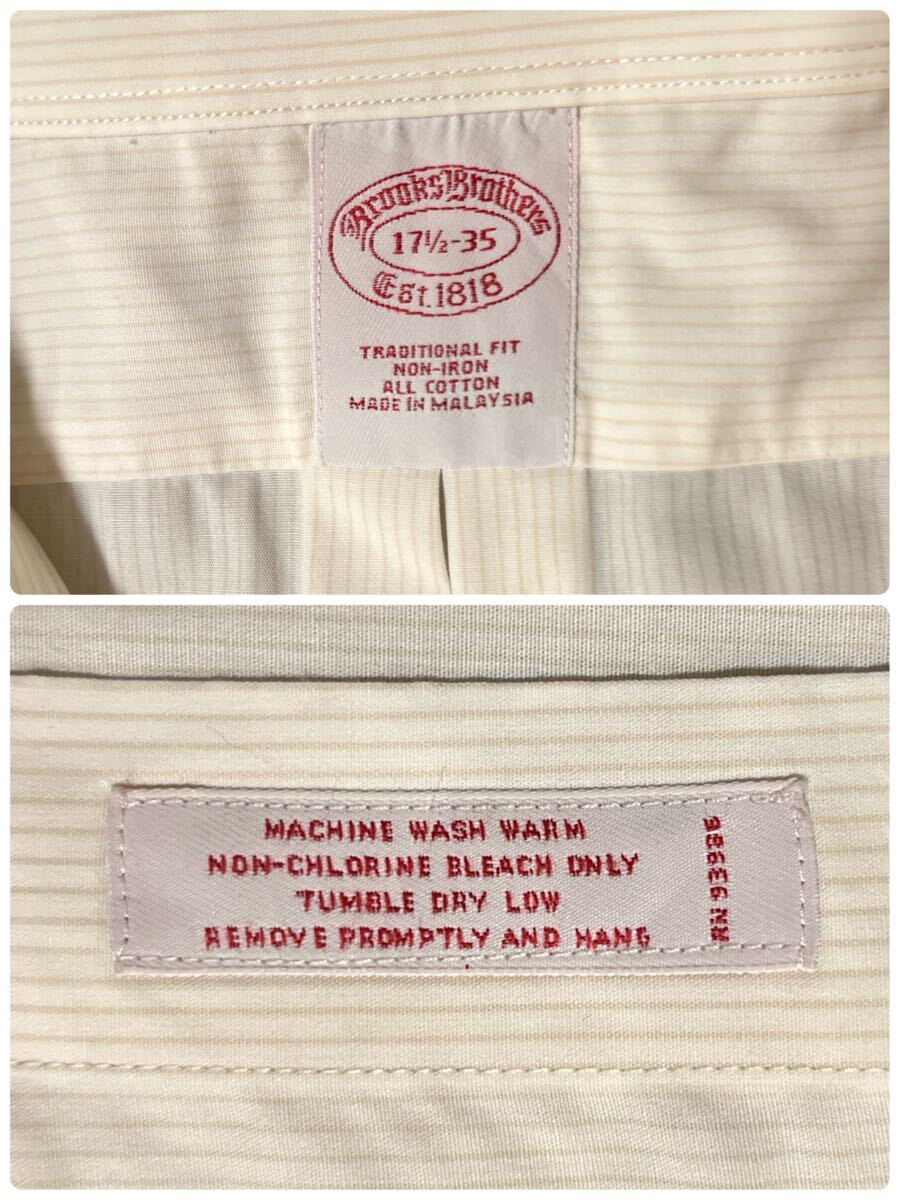 Brooks Brothers
17½-35
Est. 1818
TRADITIONAL FIT
NON-IRON
ALL COTTON
MADE IN MALAYSIA
MACHINE WASH WARM
NON-CHLORINE BLEACH ONLY
TUMBLE DRY LOW
REMOVE PROMPTLY AND HANG
RN 63986